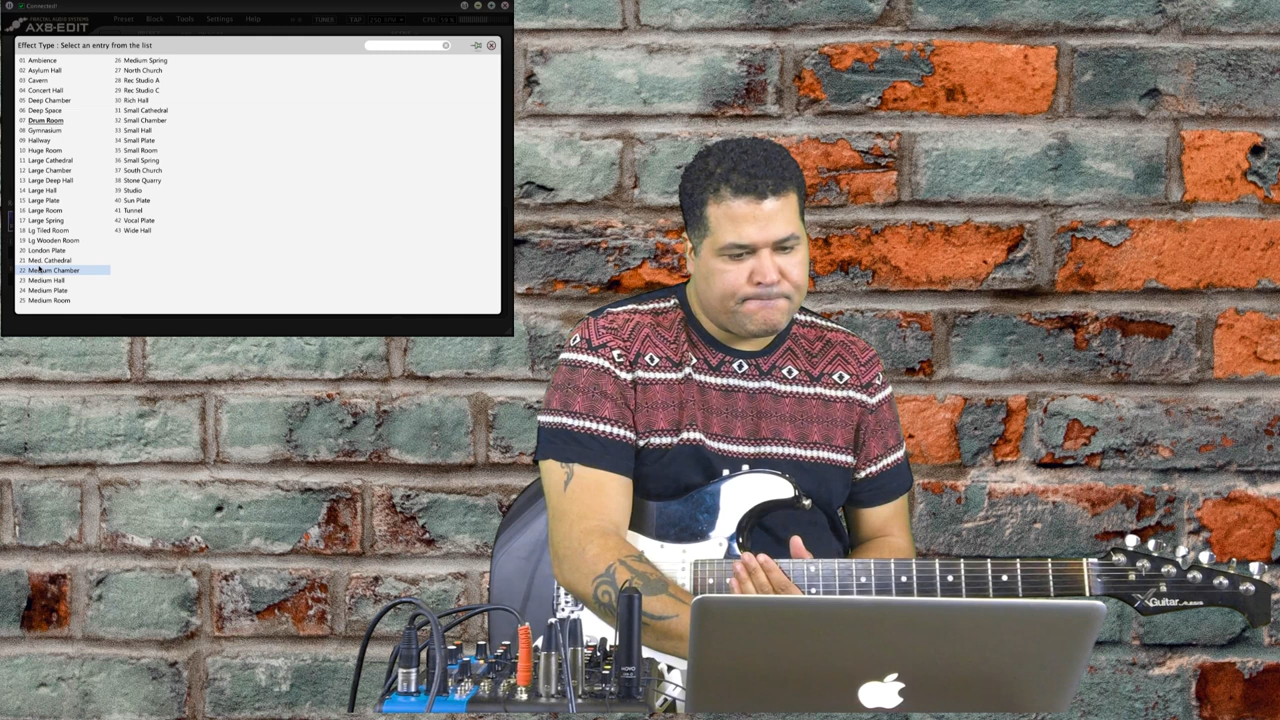 Connected!
FRACTAL AUDIO SYSTEMS
AX8-EDIT
Preset Block Tools Settings Help
TUNER TAP CPU
Effect Type : Select an entry from the list
01 Ambience
02 Asylum Hall
03 Cavern
04 Concert Hall
05 Deep Chamber
06 Deep Space
07 Drum Room
08 Gymnasium
09 Hallway
10 Huge Room
11 Large Cathedral
12 Large Chamber
13 Large Deep Hall
14 Large Hall
15 Large Plate
16 Large Room
17 Large Spring
18 Lg Tiled Room
19 Lg Wooden Room
20 London Plate
21 Med. Cathedral
22 Medium Chamber
23 Medium Hall
24 Medium Plate
25 Medium Room
26 Medium Spring
27 North Church
28 Rec Studio A
29 Rec Studio C
30 Rich Hall
31 Small Cathedral
32 Small Chamber
33 Small Hall
34 Small Plate
35 Small Room
36 Small Spring
37 South Church
38 Stone Quarry
39 Studio
40 Sun Plate
41 Tunnel
42 Vocal Plate
43 Wide Hall
XGuitar
MOVO